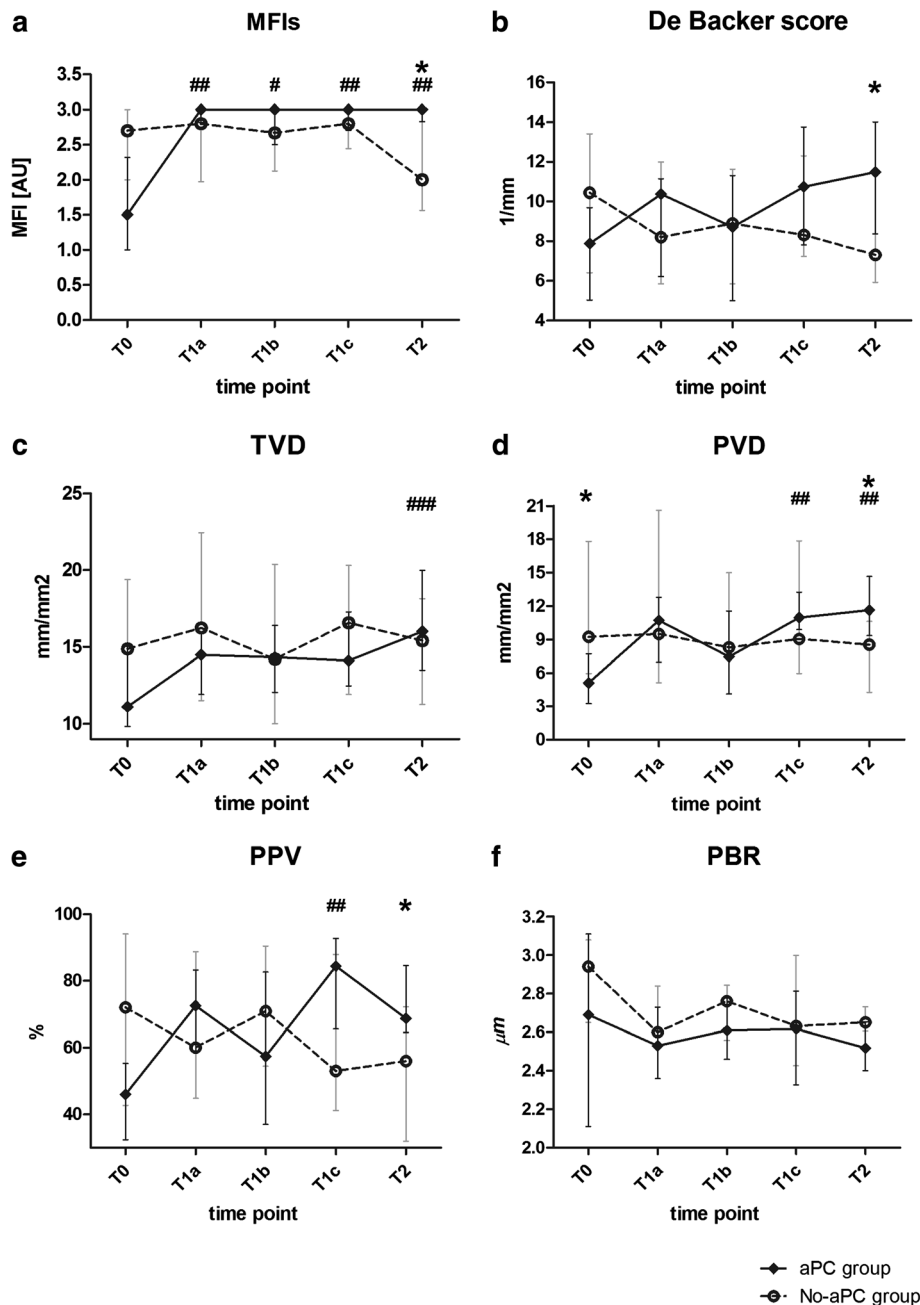 a MFIs
*
## # ## ##
3.5
3.0
2.5
2.0
1.5
1.0
0.5
0.0
MFI [AU]
T0 T1a T1b T1c T2
time point
b De Backer score
*
16
14
12
10
8
6
4
1/mm
T0 T1a T1b T1c T2
time point
c TVD
###
25
20
15
10
mm/mm2
T0 T1a T1b T1c T2
time point
d PVD
* *
## ##
21
18
15
12
9
6
3
0
mm/mm2
T0 T1a T1b T1c T2
time point
e PPV
## *
100
80
60
40
%
T0 T1a T1b T1c T2
time point
f PBR
3.2
3.0
2.8
2.6
2.4
2.2
2.0
μm
T0 T1a T1b T1c T2
time point
aPC group
No-aPC group